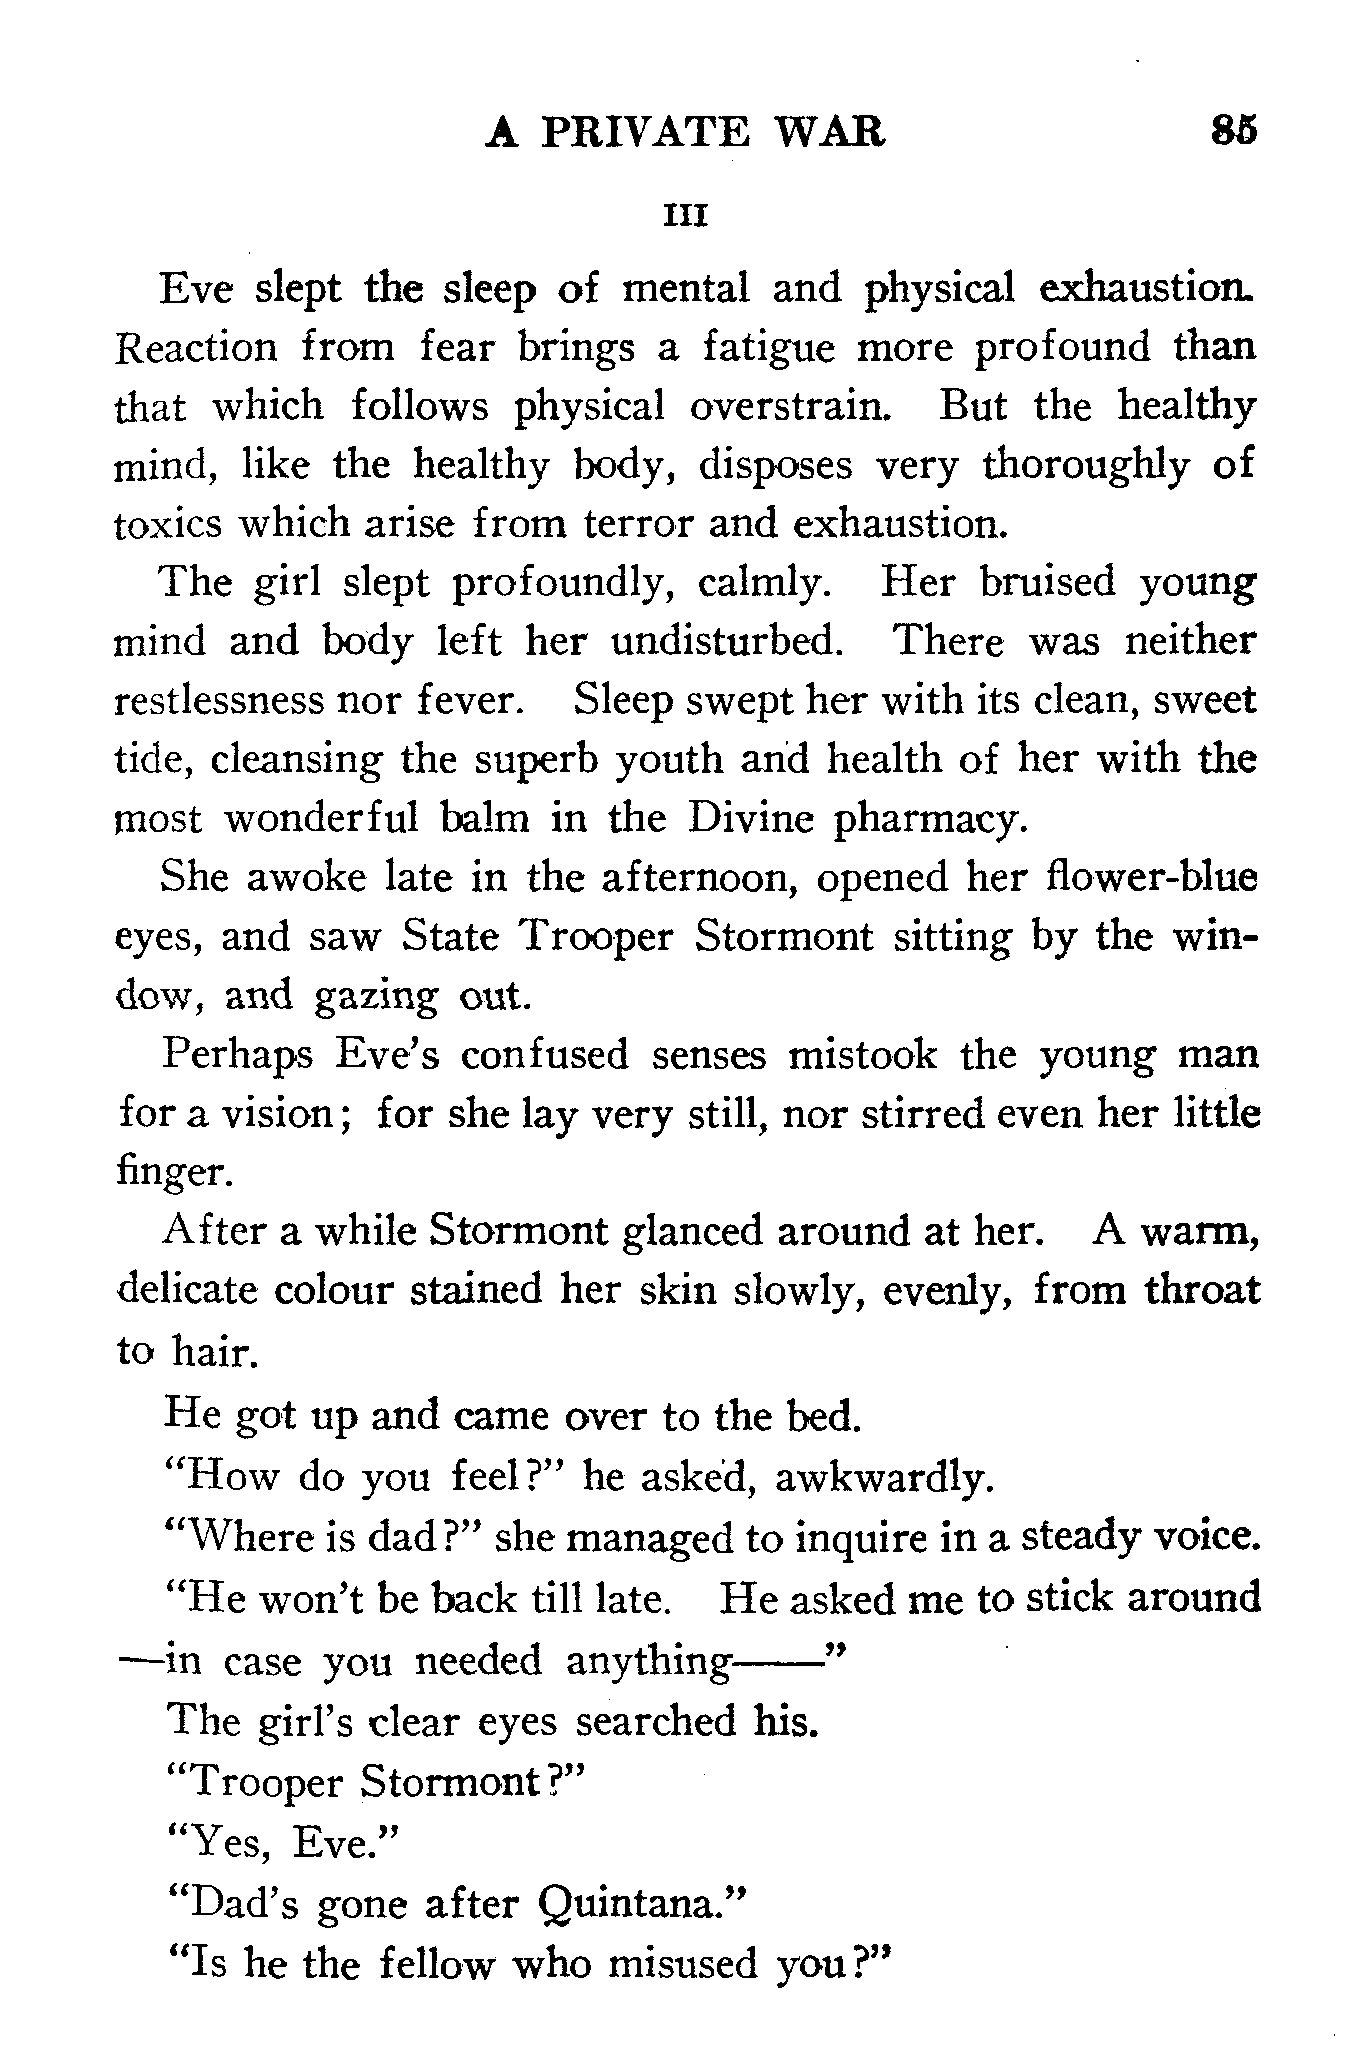 A PRIVATE WAR 85
III
Eve slept the sleep of mental and physical exhaustion.
Reaction from fear brings a fatigue more profound than
that which follows physical overstrain. But the healthy
mind, like the healthy body, disposes very thoroughly of
toxics which arise from terror and exhaustion.
The girl slept profoundly, calmly. Her bruised young
mind and body left her undisturbed. There was neither
restlessness nor fever. Sleep swept her with its clean, sweet
tide, cleansing the superb youth and health of her with the
most wonderful balm in the Divine pharmacy.
She awoke late in the afternoon, opened her flower-blue
eyes, and saw State Trooper Stormont sitting by the win-
dow, and gazing out.
Perhaps Eve's confused senses mistook the young man
for a vision; for she lay very still, nor stirred even her little
finger.
After a while Stormont glanced around at her. A warm,
delicate colour stained her skin slowly, evenly, from throat
to hair.
He got up and came over to the bed.
"How do you feel?" he asked, awkwardly.
"Where is dad?" she managed to inquire in a steady voice.
"He won't be back till late. He asked me to stick around
—in case you needed anything——"
The girl's clear eyes searched his.
"Trooper Stormont?"
"Yes, Eve."
"Dad's gone after Quintana."
"Is he the fellow who misused you?"